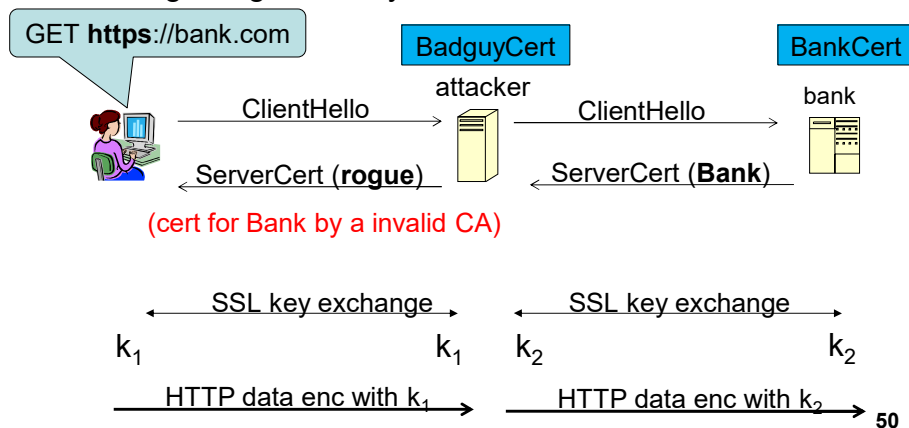 GET https://bank.com
BadguyCert
BankCert
attacker
bank
ClientHello
ClientHello
ServerCert (rogue)
ServerCert (Bank)
(cert for Bank by a invalid CA)
SSL key exchange
SSL key exchange
k1
k1
k2
k2
HTTP data enc with k1
HTTP data enc with k2
50